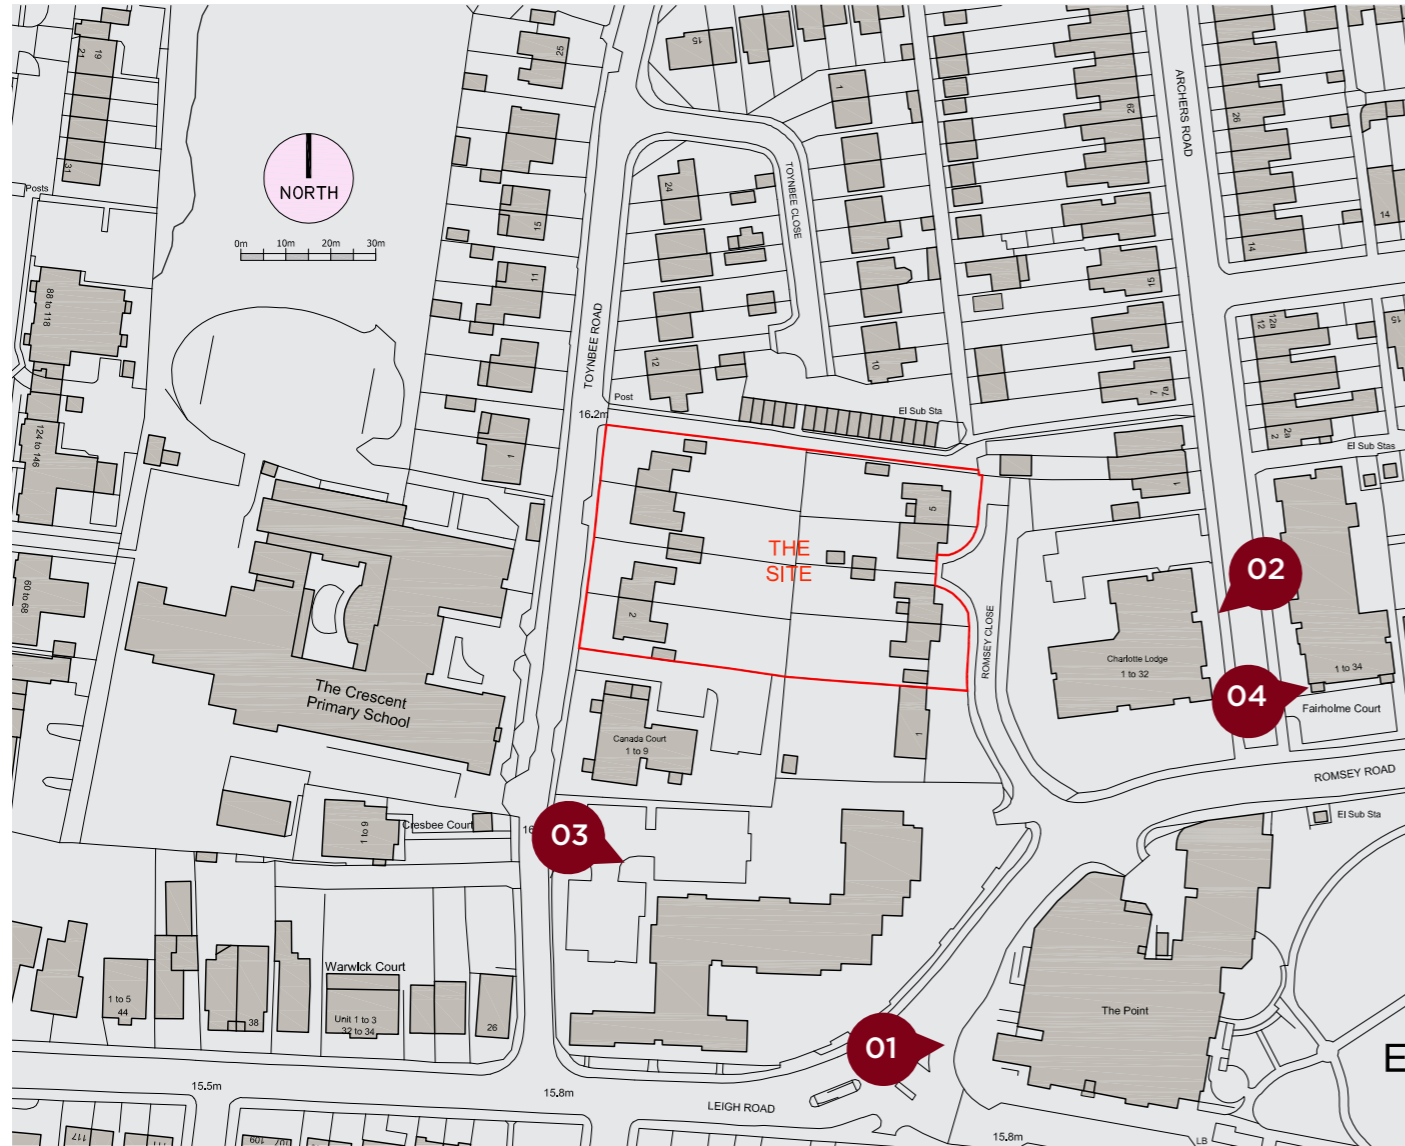 19
21
31
Posts
NORTH
0m 10m 20m 30m
25
15
11
1
15
1
24
12
10
TOYNBEE CLOSE
TOYNBEE ROAD
ARCHERS ROAD
29
26
14
14
15
7a
7
12a
12
15
2a
2
1
Post
16.2m
El Sub Sta
El Sub Stas
88 to 118
124 to 146
60 to 68
THE
SITE
5
2
ROMSEY CLOSE
02
Charlotte Lodge
1 to 32
1 to 34
04
Fairholme Court
The Crescent
Primary School
Canada Court
1 to 9
1
ROMSEY ROAD
El Sub Sta
1 to 9
Cresbee Court
03
Warwick Court
1 to 5
44
38
Unit 1 to 3
32 to 34
26
The Point
01
E
15.5m
15.8m
LEIGH ROAD
15.8m
LB
117
109
107